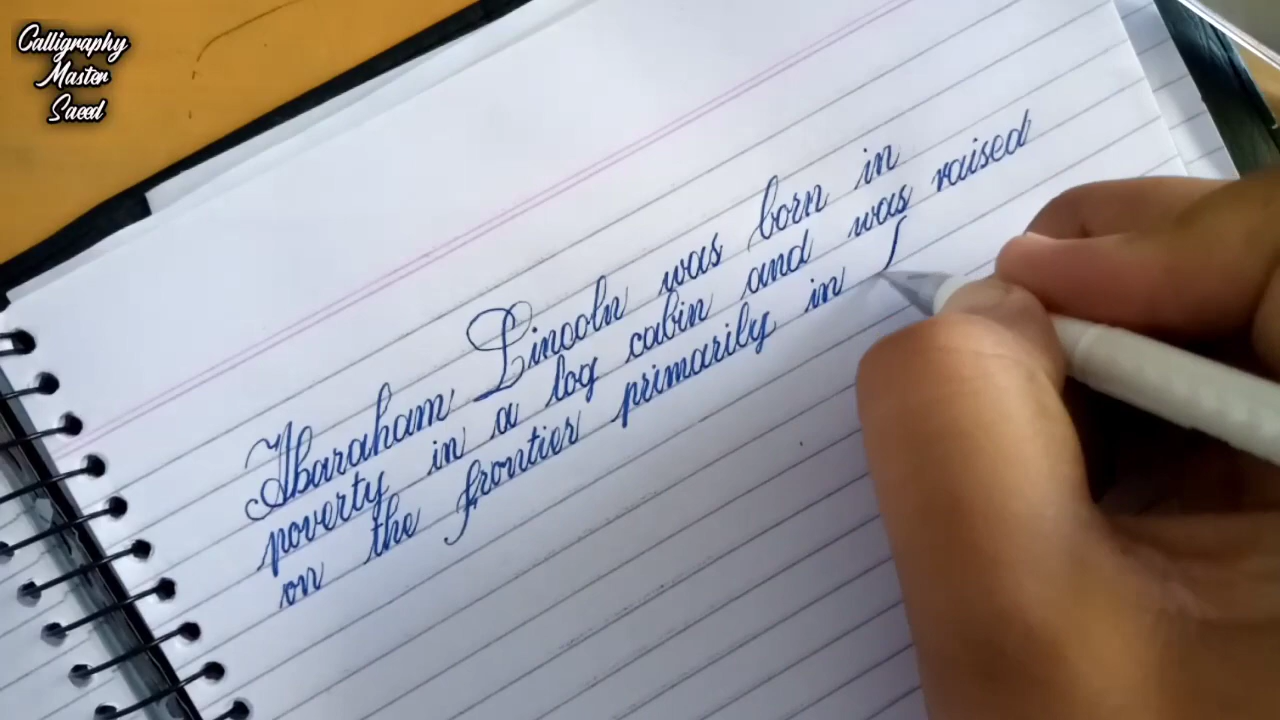 Calligraphy
Master
Saeed
Abaraham Lincoln was born in
poverty in a log cabin and was raised
on the frontier primarily in